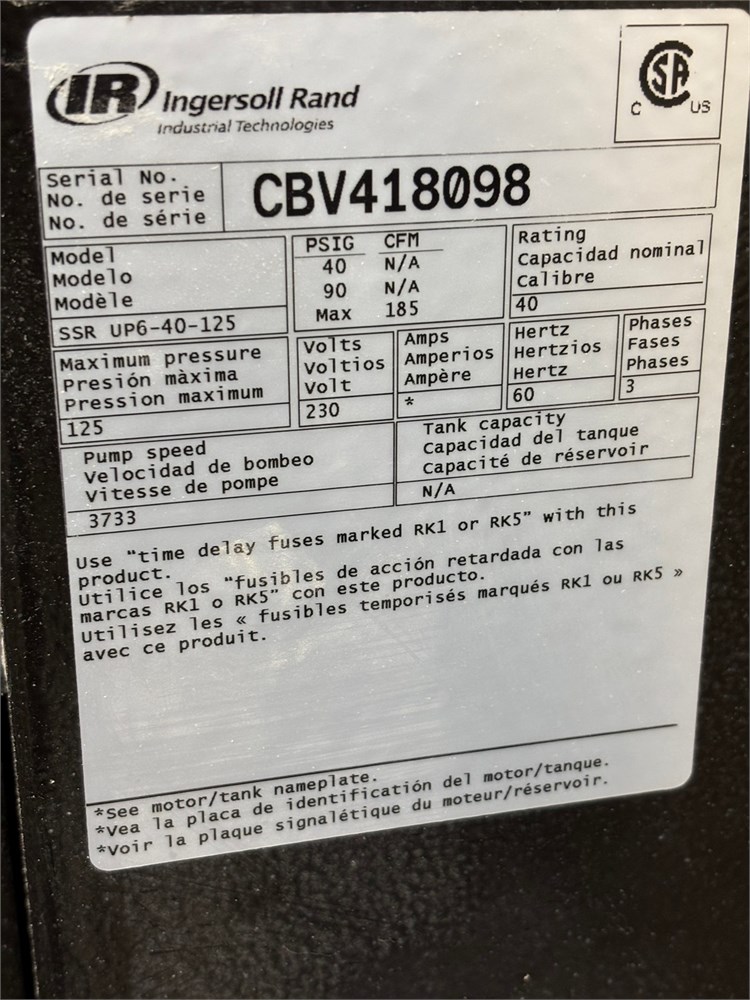 IR Ingersoll Rand
Industrial Technologies
C SA US
Serial No.
No. de serie
No. de série
CBV418098
Model
Modelo
Modèle
SSR UP6-40-125
PSIG CFM
40 N/A
90 N/A
Max 185
Rating
Capacidad nominal
Calibre
40
Maximum pressure
Presión màxima
Pression maximum
125
Volts
Voltios
Volt
230
Amps
Amperios
Ampère
*
Hertz
Hertzios
Hertz
60
Phases
Fases
Phases
3
Pump speed
Velocidad de bombeo
Vitesse de pompe
3733
Tank capacity
Capacidad del tanque
Capacité de réservoir
N/A
Use "time delay fuses marked RK1 or RK5" with this
product.
Utilice los "fusibles de acción retardada con las
marcas RK1 o RK5" con este producto.
Utilisez les « fusibles temporisés marqués RK1 ou RK5 »
avec ce produit.
*See motor/tank nameplate.
*Vea la placa de identificación del motor/tanque.
*Voir la plaque signalétique du moteur/réservoir.